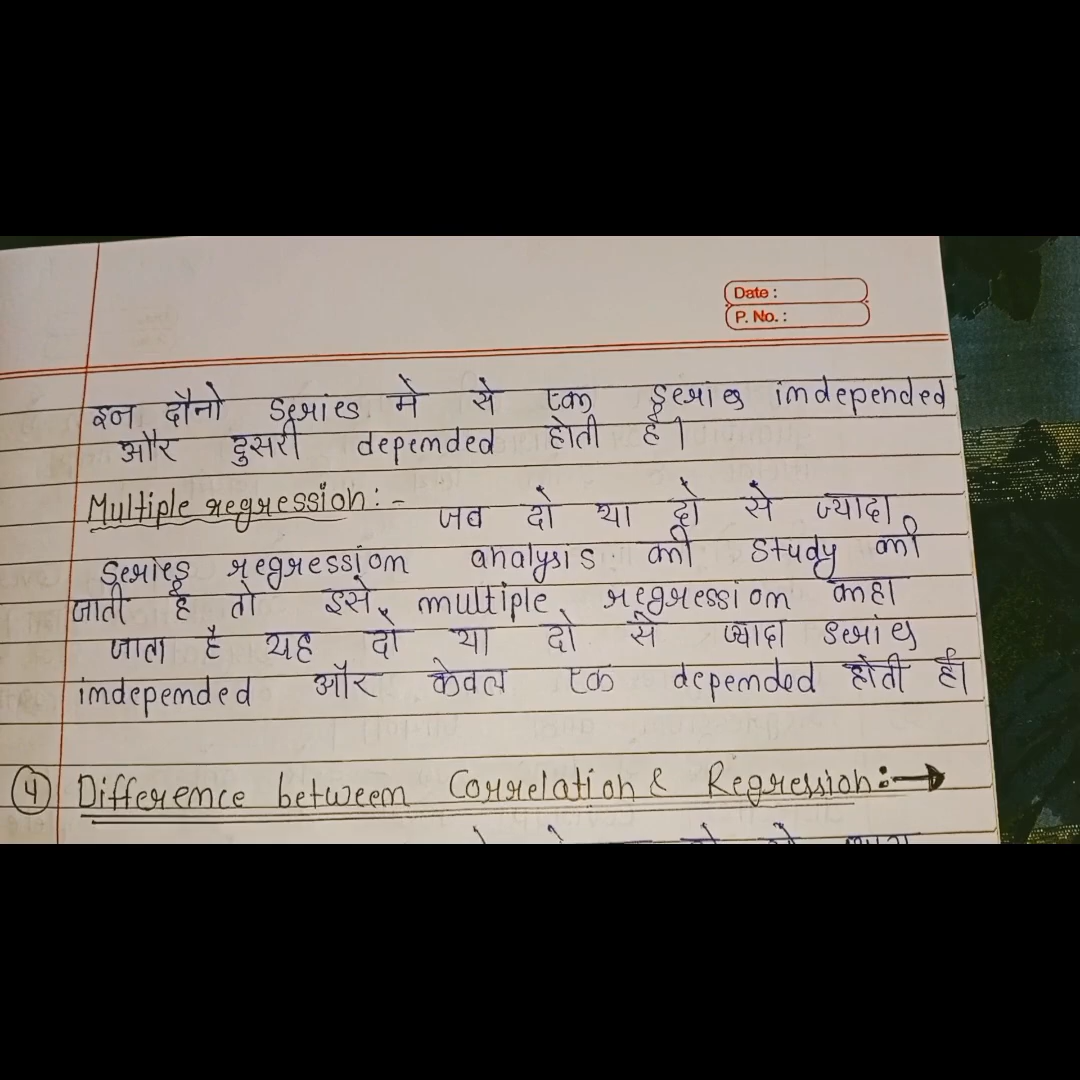 Date :
P. No. :
इन दौनो series मे से एक series independed
और दुसरी depended होती है।
Multiple regression:- जब दो या दो से ज्यादा
series regression analysis की study की
जाती है तो इसे multiple regression कहा
जाता है यह दो या दो से ज्यादा series
independed और केवल एक depended होती है।
4 Difference between Correlation & Regression:→